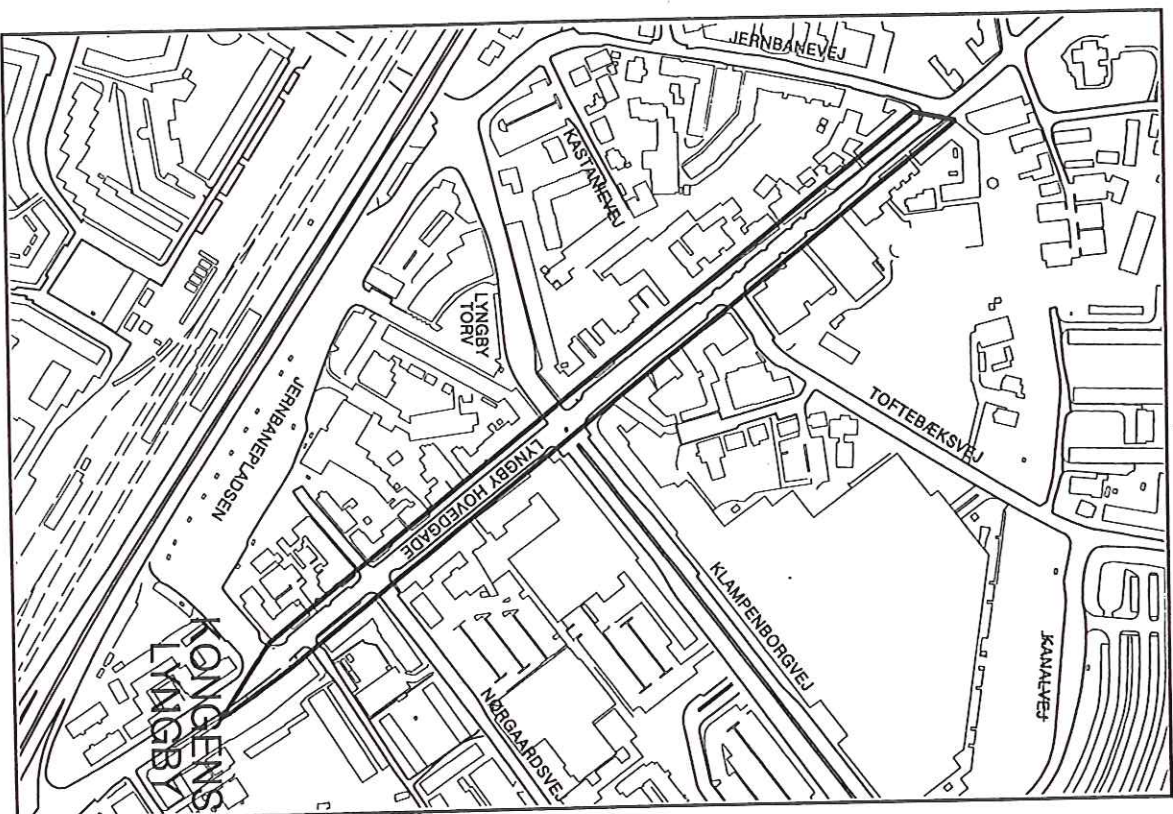 JERNBANEVEJ
KASTANIEVEJ
LYNGBY
TORV
TOFTEBÆKSVEJ
JERNBANEPLADSEN
LYNGBY HOVEDGADE
KLAMPENBORGVEJ
KANALVEJ
NØRGAARDSVEJ
KONGENS
LYNGBY